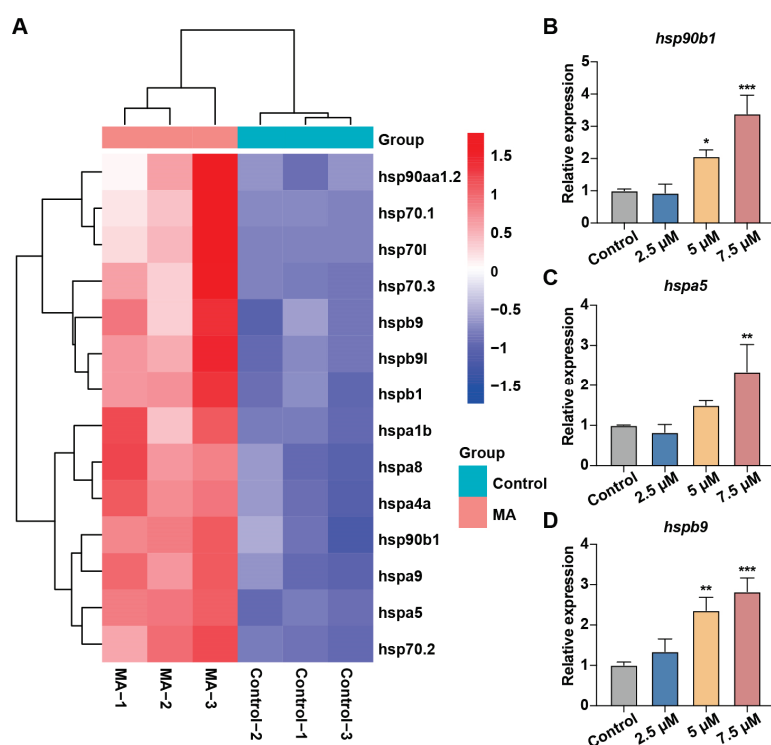 A
Group
hsp90aa1.2
hsp70.1
hsp70l
hsp70.3
hspb9
hspb9l
hspb1
hspa1b
hspa8
hspa4a
hsp90b1
hspa9
hspa5
hsp70.2
MA−1
MA−2
MA−3
Control−2
Control−1
Control−3
1.5
1
0.5
0
−0.5
−1
−1.5
Group
Control
MA
B
hsp90b1
Relative expression
5
4
3
2
1
0
*
***
Control
2.5 µM
5 µM
7.5 µM
C
hspa5
Relative expression
4
3
2
1
0
**
Control
2.5 µM
5 µM
7.5 µM
D
hspb9
Relative expression
4
3
2
1
0
**
***
Control
2.5 µM
5 µM
7.5 µM